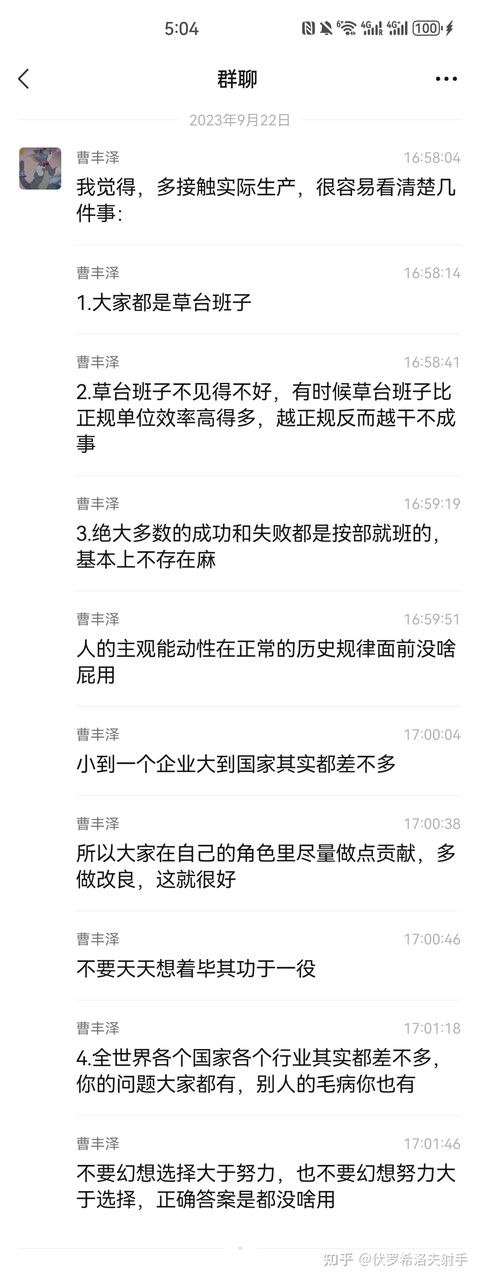 5:04
6 4G R 4G 100
群聊
2023年9月22日
曹丰泽 16:58:04
我觉得，多接触实际生产，很容易看清楚几
件事：
曹丰泽 16:58:14
1.大家都是草台班子
曹丰泽 16:58:41
2.草台班子不见得不好，有时候草台班子比
正规单位效率高得多，越正规反而越干不成
事
曹丰泽 16:59:19
3.绝大多数的成功和失败都是按部就班的，
基本上不存在麻
曹丰泽 16:59:51
人的主观能动性在正常的历史规律面前没啥
屁用
曹丰泽 17:00:04
小到一个企业大到国家其实都差不多
曹丰泽 17:00:38
所以大家在自己的角色里尽量做点贡献，多
做改良，这就很好
曹丰泽 17:00:46
不要天天想着毕其功于一役
曹丰泽 17:01:18
4.全世界各个国家各个行业其实都差不多，
你的问题大家都有，别人的毛病你也有
曹丰泽 17:01:46
不要幻想选择大于努力，也不要幻想努力大
于选择，正确答案是都没啥用
知乎 @伏罗希洛夫射手